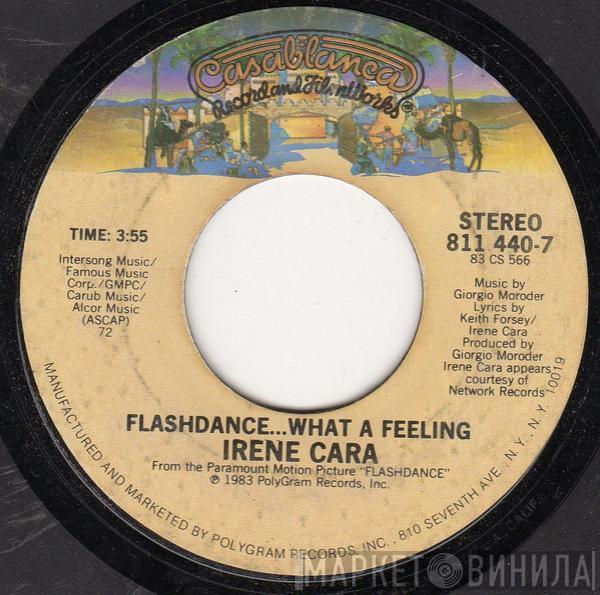 Casablanca
Record and FilmWorks
®
TIME: 3:55
Intersong Music/
Famous Music
Corp./GMPC/
Carub Music/
Alcor Music
(ASCAP)
72
STEREO
811 440-7
83 CS 566
Music by
Giorgio Moroder
Lyrics by
Keith Forsey/
Irene Cara
Produced by
Giorgio Moroder
Irene Cara appears
courtesy of
Network Records
FLASHDANCE...WHAT A FEELING
IRENE CARA
From the Paramount Motion Picture "FLASHDANCE"
℗ 1983 PolyGram Records, Inc.
MANUFACTURED AND MARKETED BY POLYGRAM RECORDS, INC., 810 SEVENTH AVE., N.Y., N.Y. 10019
CALIF.
МАРКЕТ ВИНИЛА